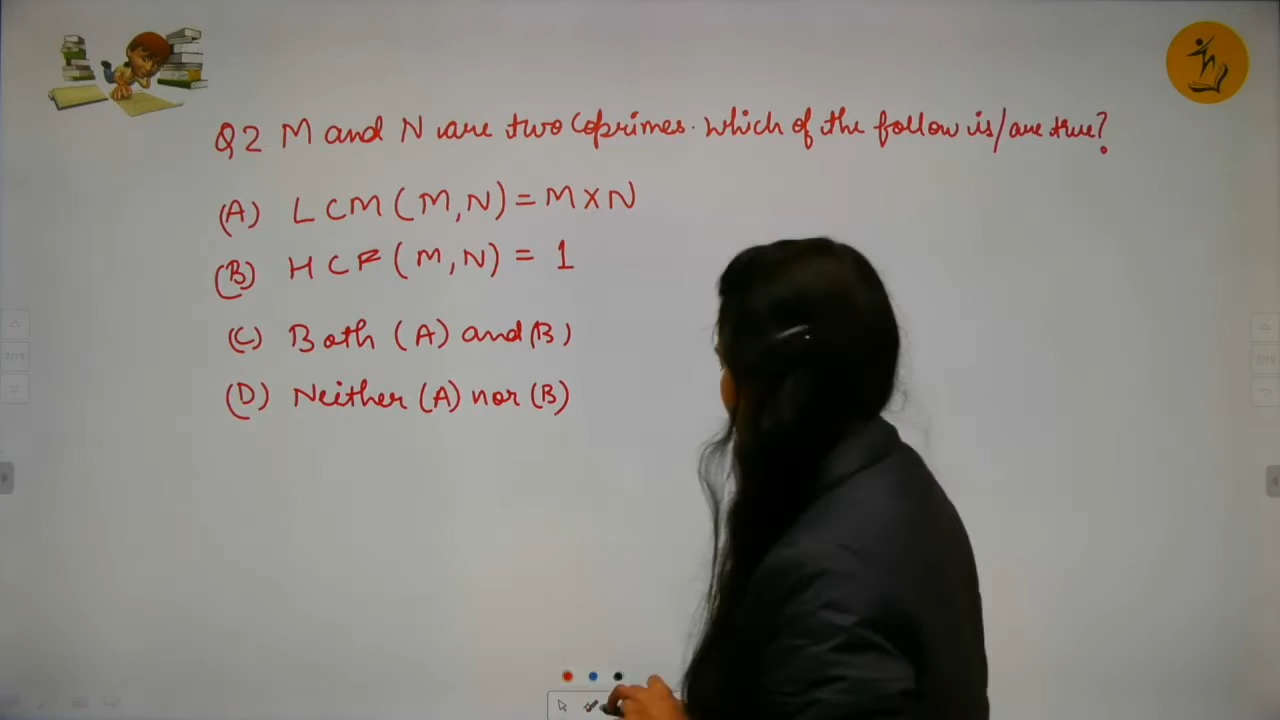 Q2 M and N are two Coprimes. Which of the follow is/are true?
(A) LCM(M,N)=M×N
(B) HCF(M,N) = 1
(C) Both (A) and (B)
(D) Neither (A) nor (B)